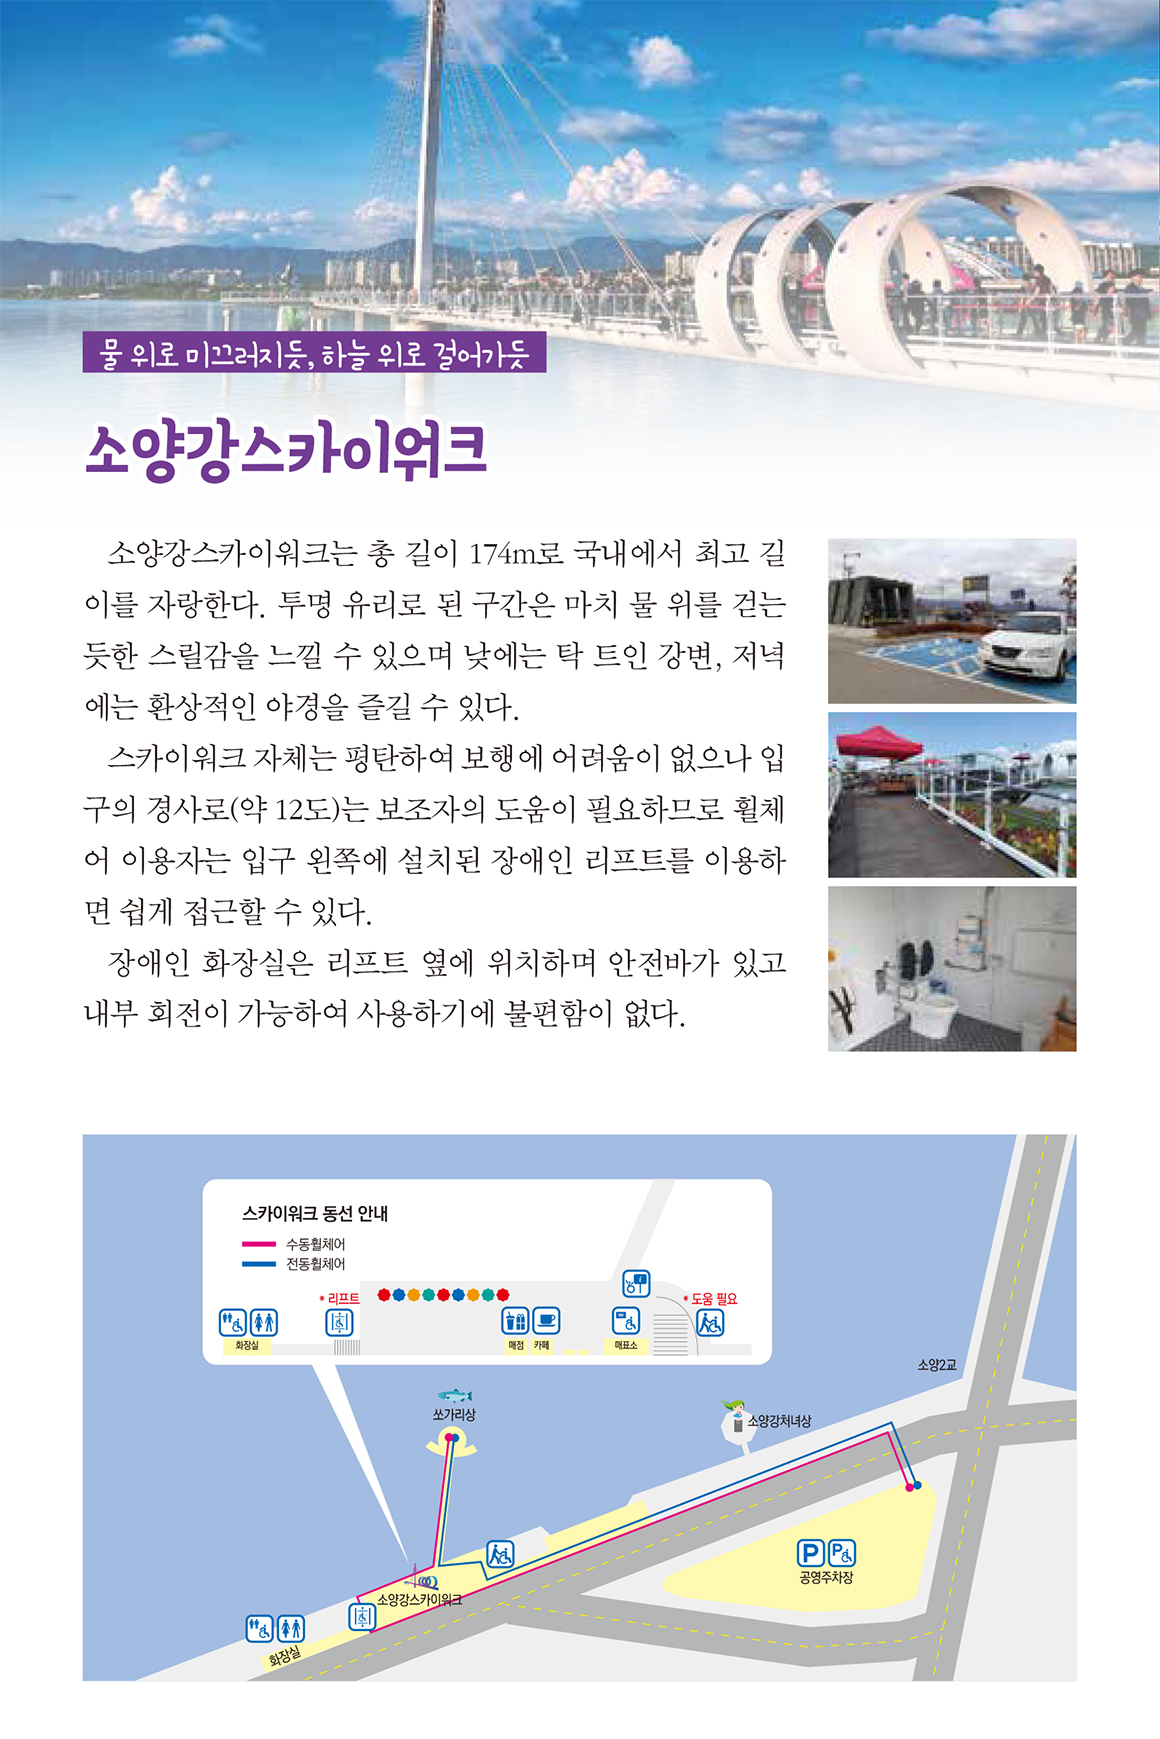 물 위로 미끄러지듯, 하늘 위로 걸어가듯
소양강스카이워크
소양강스카이워크는 총 길이 174m로 국내에서 최고 길
이를 자랑한다. 투명 유리로 된 구간은 마치 물 위를 걷는
듯한 스릴감을 느낄 수 있으며 낮에는 탁 트인 강변, 저녁
에는 환상적인 야경을 즐길 수 있다.
스카이워크 자체는 평탄하여 보행에 어려움이 없으나 입
구의 경사로(약 12도)는 보조자의 도움이 필요하므로 휠체
어 이용자는 입구 왼쪽에 설치된 장애인 리프트를 이용하
면 쉽게 접근할 수 있다.
장애인 화장실은 리프트 옆에 위치하며 안전바가 있고
내부 회전이 가능하여 사용하기에 불편함이 없다.
스카이워크 동선 안내
수동휠체어
전동휠체어
* 리프트
* 도움 필요
화장실
매점
카페
매표소
소양2교
쏘가리상
소양강처녀상
P
P
공영주차장
소양강스카이워크
화장실